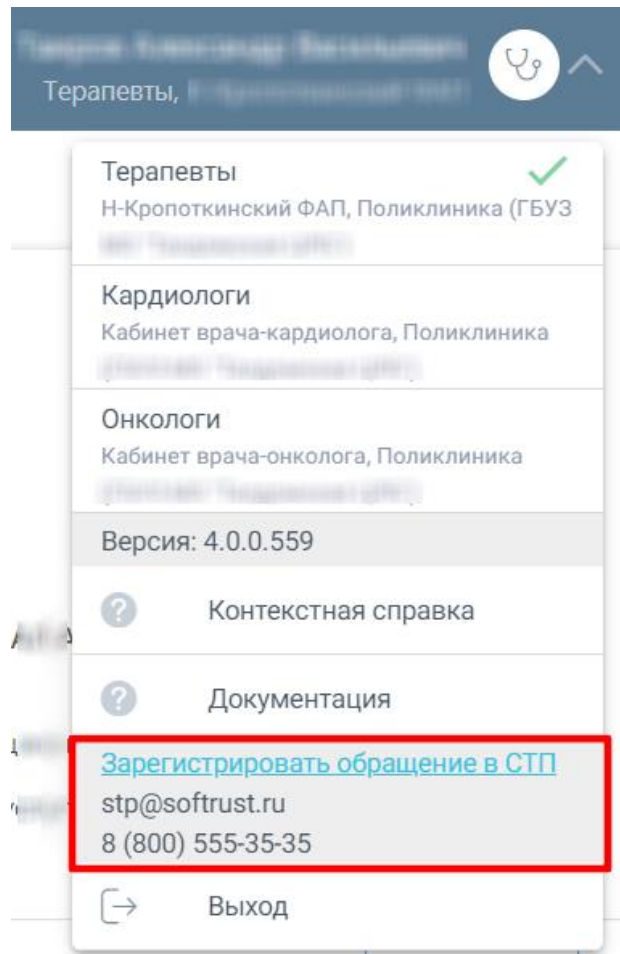 Терапевты,
Терапевты
Н-Кропоткинский ФАП, Поликлиника (ГБУЗ
Кардиологи
Кабинет врача-кардиолога, Поликлиника
Онкологи
Кабинет врача-онколога, Поликлиника
Версия: 4.0.0.559
Контекстная справка
Документация
Зарегистрировать обращение в СТП
stp@softrust.ru
8 (800) 555-35-35
Выход